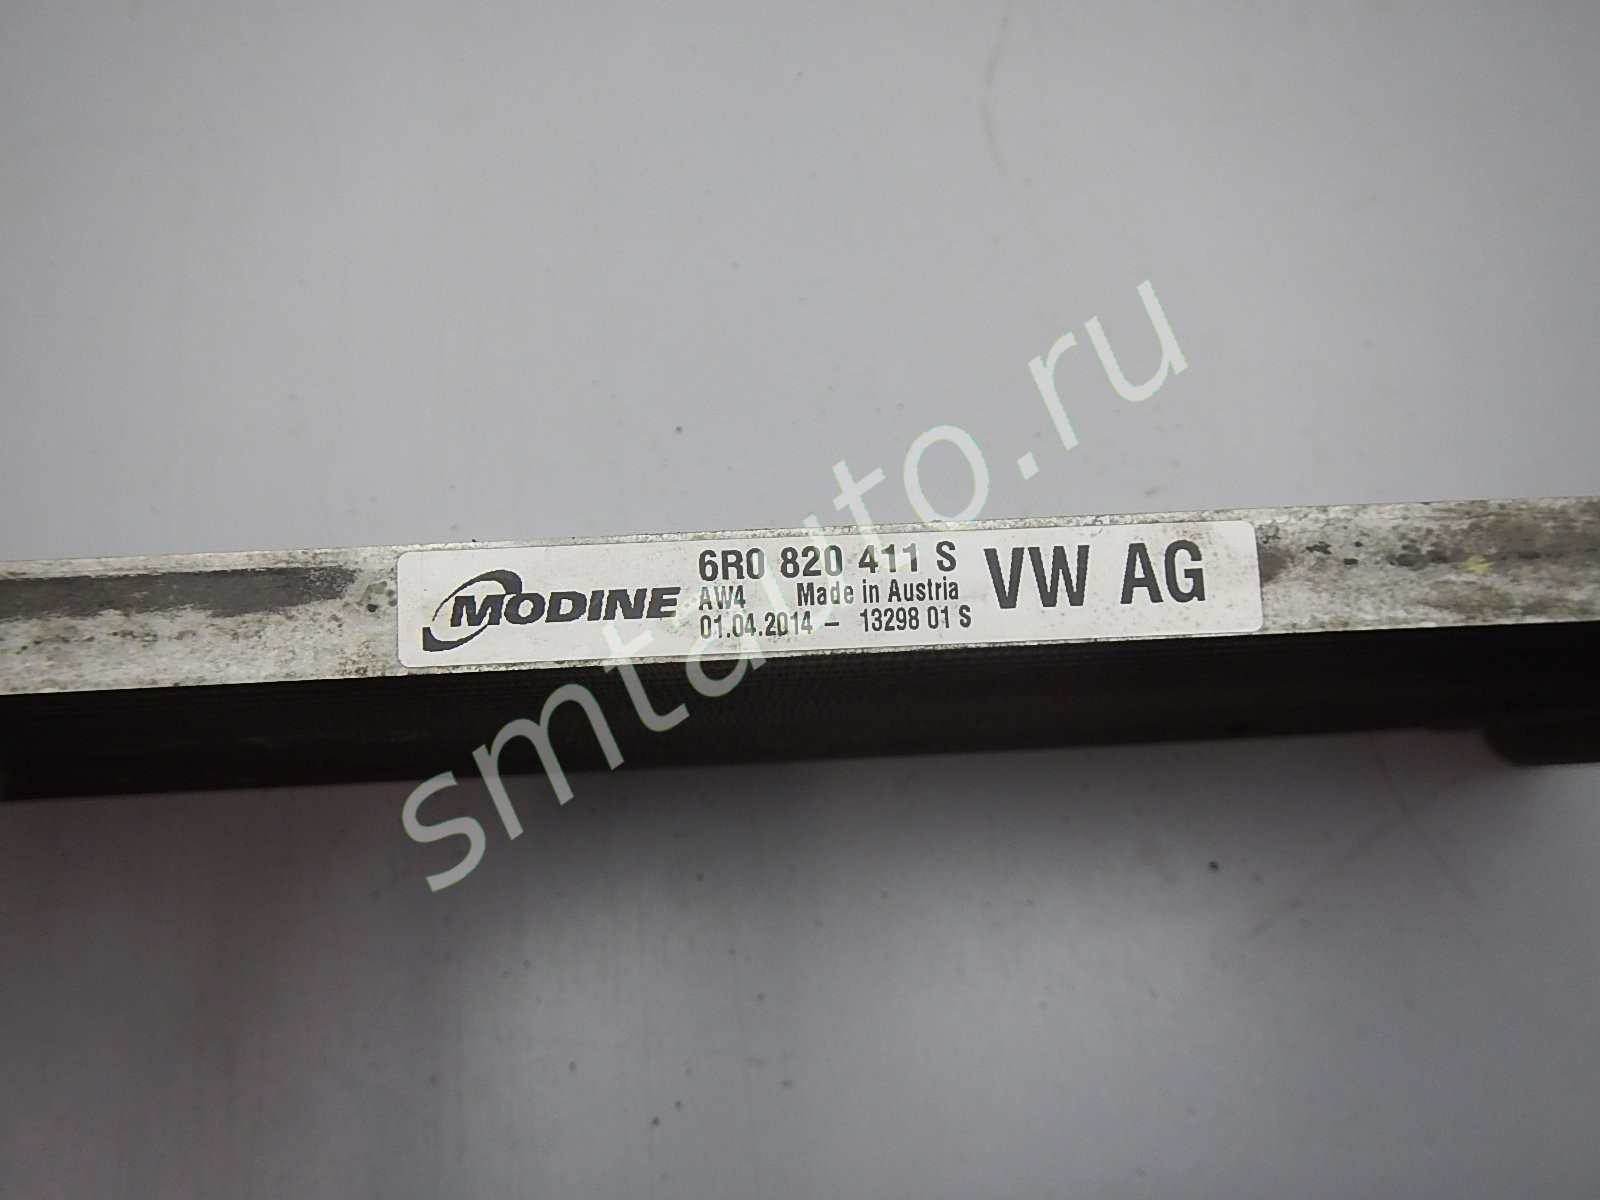 MODINE
6R0 820 411 S
AW4 Made in Austria
01.04.2014 - 13298 01 S
VW AG
smtauto.ru